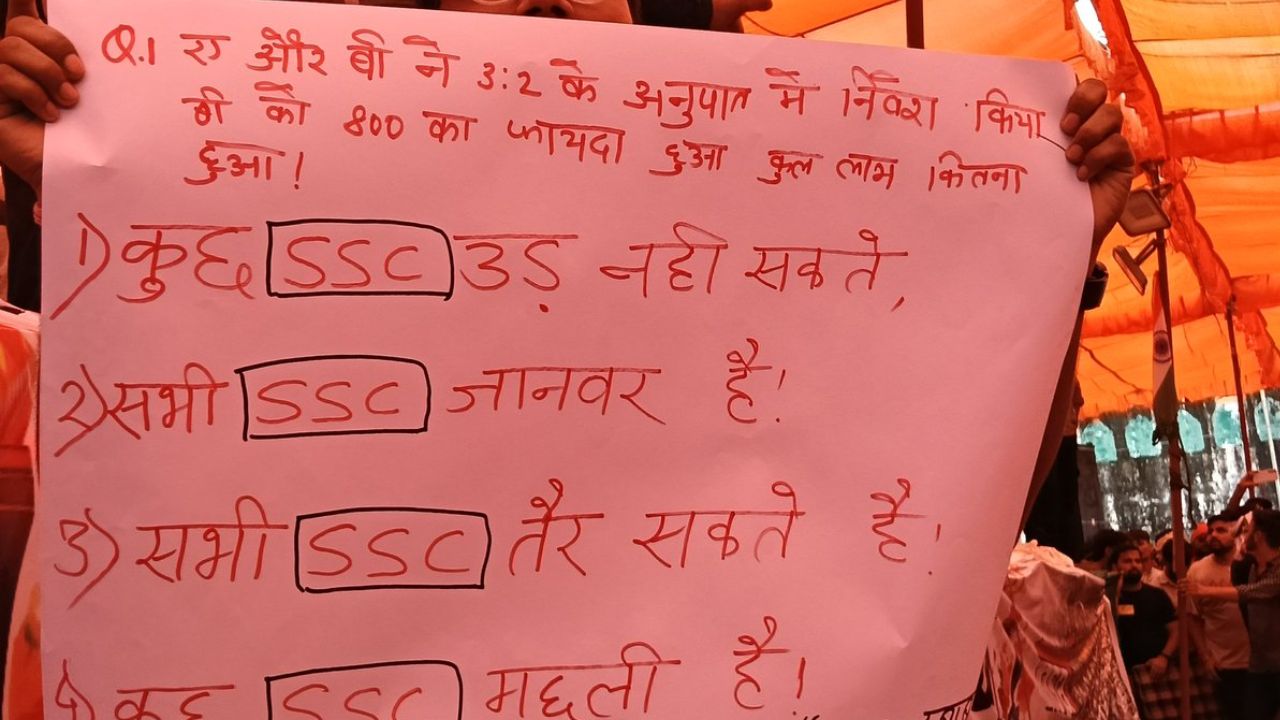 Q.1 ए और बी ने 3:2 के अनुपात में निवेश किया
बी को 800 का फायदा हुआ कुल लाभ कितना
हुआ!
1) कुछ SSC उड़ नही सकते,
2) सभी SSC जानवर है!
3) सभी SSC तैर सकते है!
4) कुछ SSC मछली है!